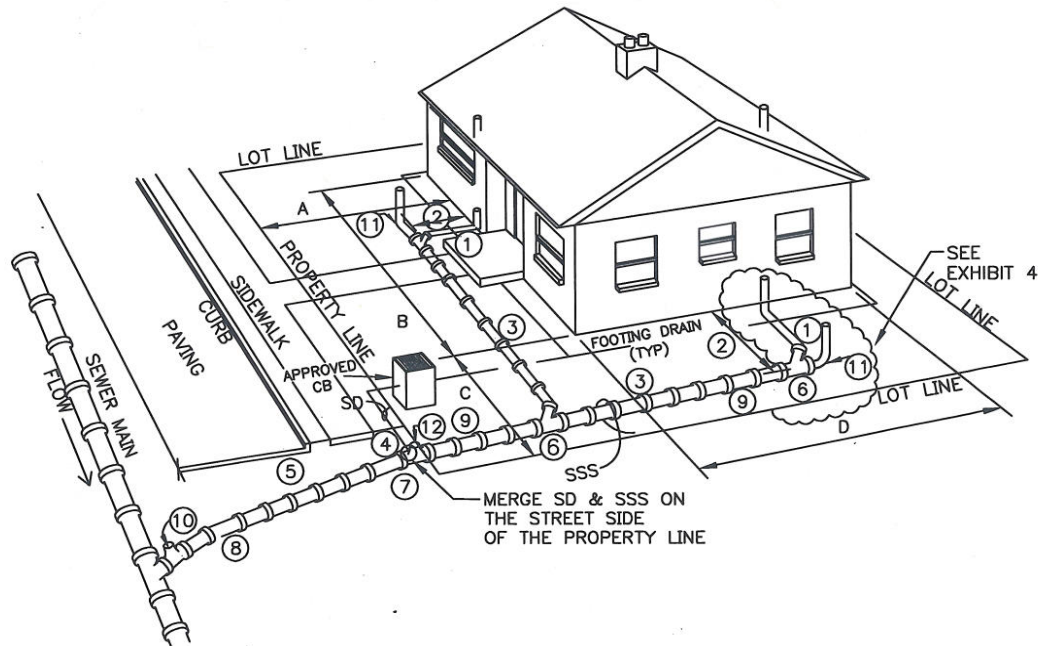 LOT LINE
A
11
2
1
SEE
EXHIBIT 4
PROPERTY LINE
SIDEWALK
CURB
PAVING
SEWER MAIN
FLOW
B
3
FOOTING DRAIN
(TYP)
1
2
LOT LINE
APPROVED
CB
C
3
11
6
9
LOT LINE
SD
12
9
D
4
6
5
7
SSS
MERGE SD & SSS ON
THE STREET SIDE
OF THE PROPERTY LINE
10
8